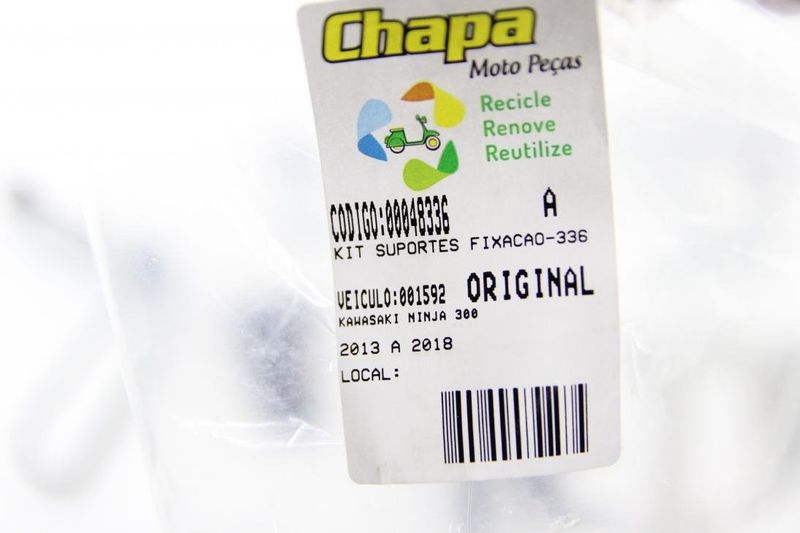 Chapa
Moto Peças
Recicle
Renove
Reutilize
CODIGO:00048336 A
KIT SUPORTES FIXACAO-336
VEICULO:001592 ORIGINAL
KAWASAKI NINJA 300
2013 A 2018
LOCAL: